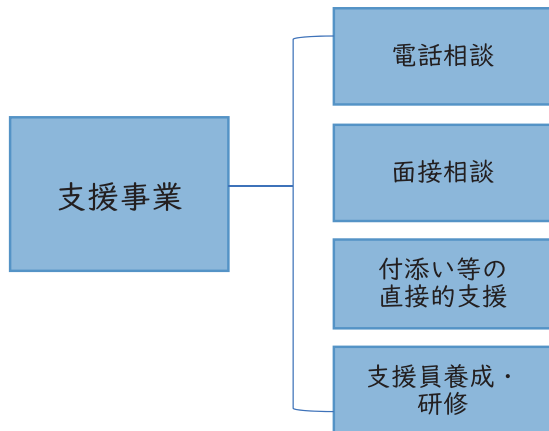 支援事業
電話相談
面接相談
付添い等の
直接的支援
支援員養成・
研修